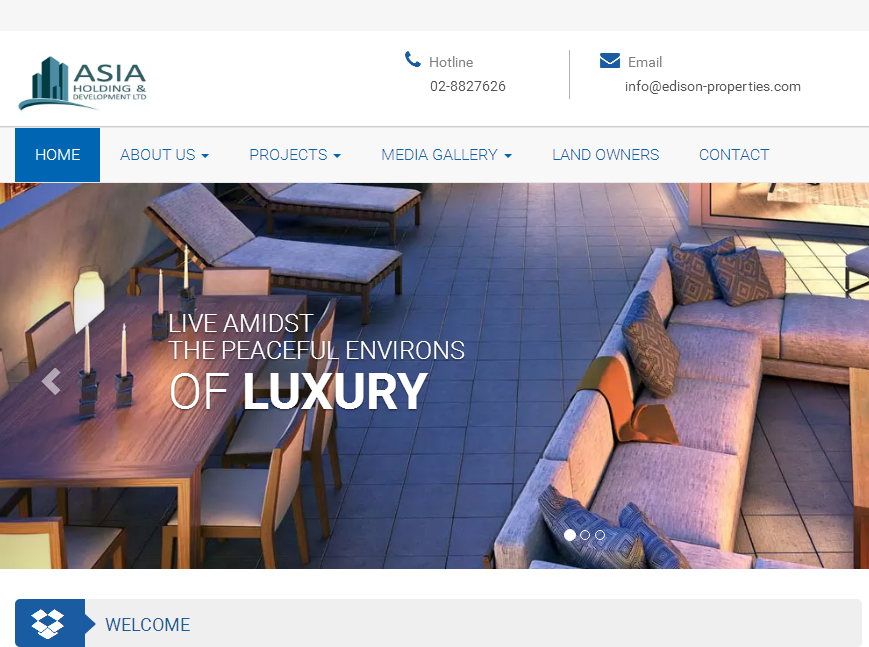 ASIA
HOLDING &
DEVELOPMENT LTD
Hotline
02-8827626
Email
info@edison-properties.com
HOME
ABOUT US
PROJECTS
MEDIA GALLERY
LAND OWNERS
CONTACT
LIVE AMIDST
THE PEACEFUL ENVIRONS
OF LUXURY
WELCOME